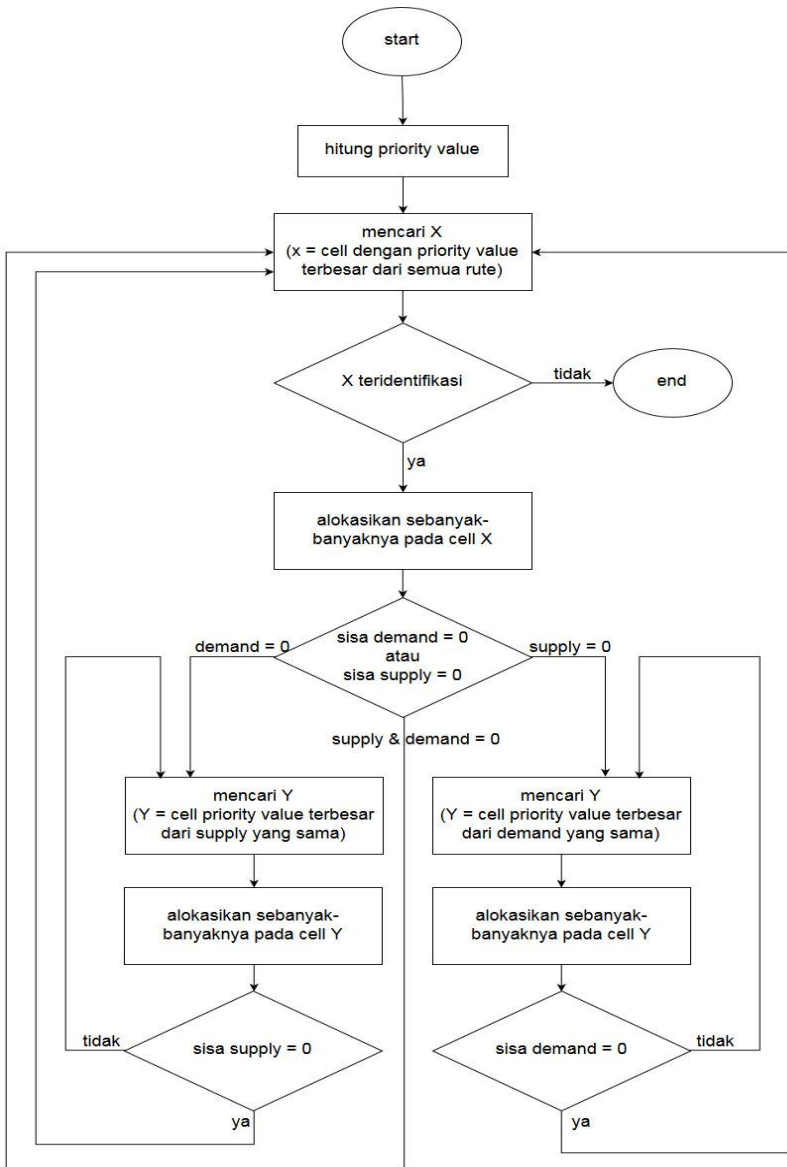 start
hitung priority value
mencari X
(x = cell dengan priority value
terbesar dari semua rute)
X teridentifikasi
tidak
end
ya
alokasikan sebanyak-
banyaknya pada cell X
demand = 0
sisa demand = 0
atau
sisa supply = 0
supply = 0
supply & demand = 0
mencari Y
(Y = cell priority value terbesar
dari supply yang sama)
mencari Y
(Y = cell priority value terbesar
dari demand yang sama)
alokasikan sebanyak-
banyaknya pada cell Y
alokasikan sebanyak-
banyaknya pada cell Y
tidak
sisa supply = 0
sisa demand = 0
tidak
ya
ya